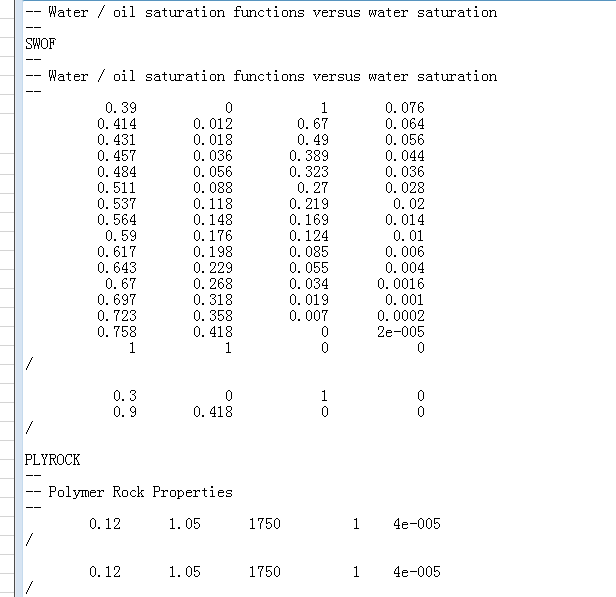 -- Water / oil saturation functions versus water saturation
--
SWOF
--
-- Water / oil saturation functions versus water saturation
--
0.39 0 1 0.076
0.414 0.012 0.67 0.064
0.431 0.018 0.49 0.056
0.457 0.036 0.389 0.044
0.484 0.056 0.323 0.036
0.511 0.088 0.27 0.028
0.537 0.118 0.219 0.02
0.564 0.148 0.169 0.014
0.59 0.176 0.124 0.01
0.617 0.198 0.085 0.006
0.643 0.229 0.055 0.004
0.67 0.268 0.034 0.0016
0.697 0.318 0.019 0.001
0.723 0.358 0.007 0.0002
0.758 0.418 0 2e-005
1 1 0 0
/
0.3 0 1 0
0.9 0.418 0 0
/
PLYROCK
--
-- Polymer Rock Properties
--
0.12 1.05 1750 1 4e-005
/
0.12 1.05 1750 1 4e-005
/